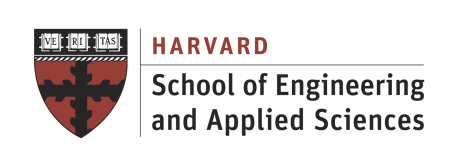 VE RI TAS
HARVARD
School of Engineering
and Applied Sciences